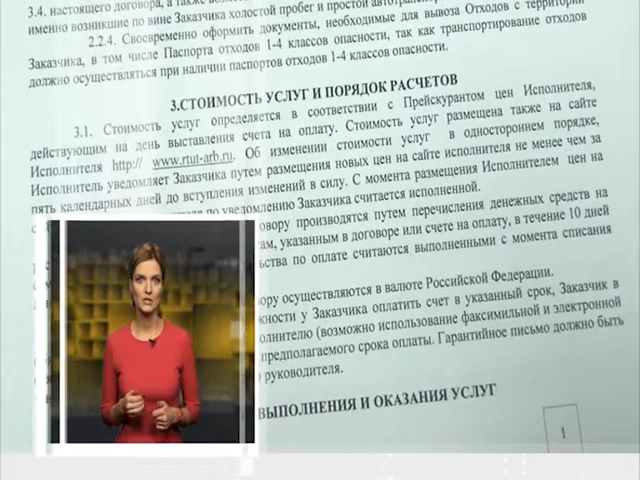 3.4. настоящего договора, а также
именно возникшие по вине Заказчика холостой пробег и простой
2.2.4. Своевременно оформить документы, необходимые для вывоза Отходов с территории
Заказчика, в том числе Паспорта отходов 1-4 классов опасности, так как транспортирование отходов
должно осуществляться при наличии паспортов отходов 1-4 классов опасности.
3.СТОИМОСТЬ УСЛУГ И ПОРЯДОК РАСЧЕТОВ
3.1. Стоимость услуг определяется в соответствии с Прейскурантом цен Исполнителя,
действующим на день выставления счета на оплату. Стоимость услуг размещена также на сайте
Исполнителя http:// www.rtut-arb.ru. Об изменении стоимости услуг в одностороннем порядке,
Исполнитель уведомляет Заказчика путем размещения новых цен на сайте исполнителя не менее чем за
пять календарных дней до вступления изменений в силу. С момента размещения Исполнителем цен на
по уведомлению Заказчика считается исполненной.
производятся путем перечисления денежных средств на
указанным в договоре или счете на оплату, в течение 10 дней
по оплате считаются выполненными с момента списания
осуществляются в валюте Российской Федерации.
у Заказчика оплатить счет в указанный срок, Заказчик в
(возможно использование факсимильной и электронной
предполагаемого срока оплаты. Гарантийное письмо должно быть
руководителя.
ВЫПОЛНЕНИЯ И ОКАЗАНИЯ УСЛУГ
1